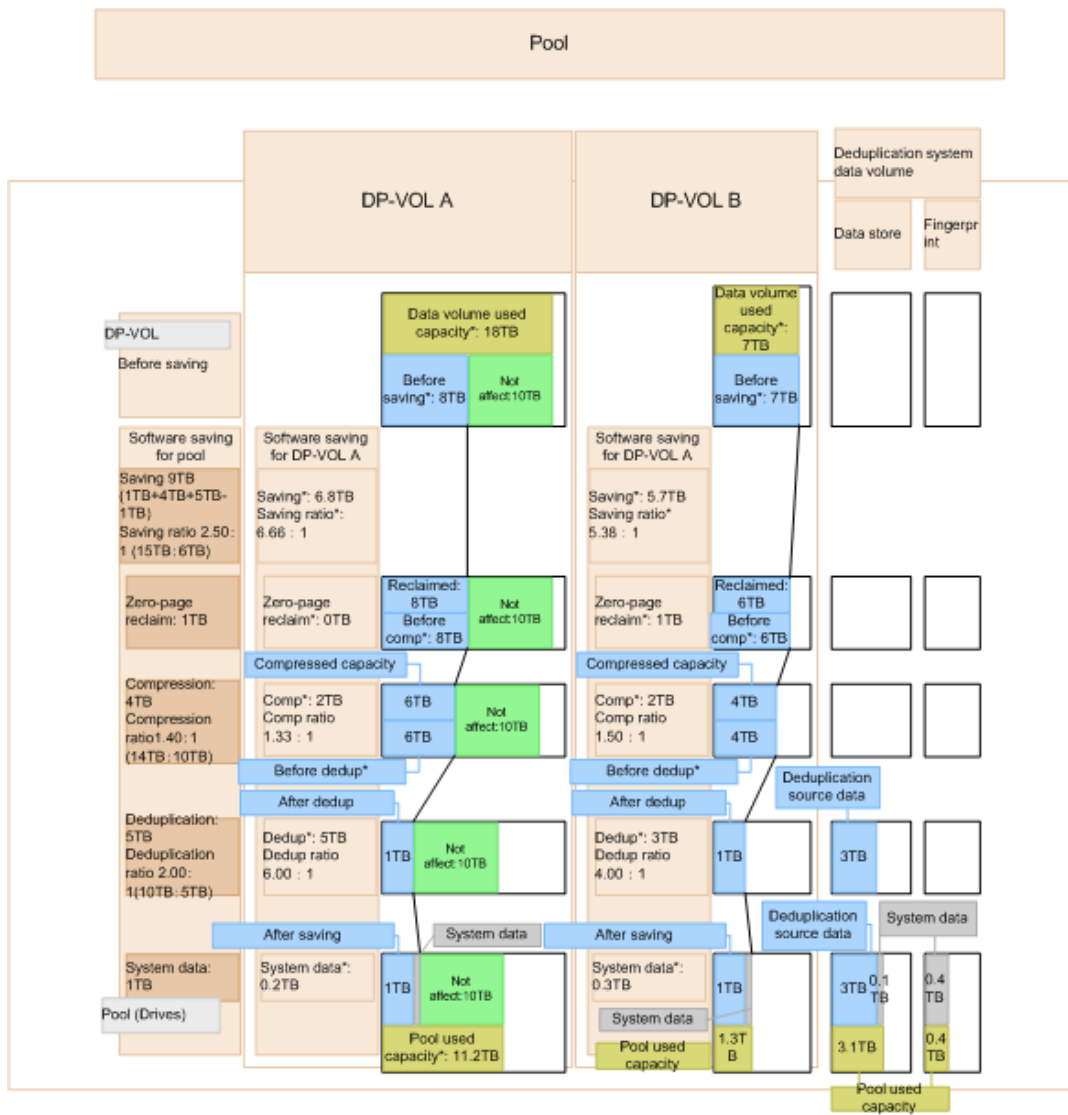 Pool
DP-VOL A
DP-VOL B
Deduplication system
data volume
Data store
Fingerpr
int
DP-VOL
Before saving
Data volume used
capacity*: 18TB
Before
saving*: 8TB
Not
affect:10TB
Data volume
used
capacity*:
7TB
Before
saving*: 7TB
Software saving
for pool
Saving 9TB
(1TB+4TB+5TB-
1TB)
Saving ratio 2.50:
1 (15TB:6TB)
Software saving
for DP-VOL A
Saving*: 6.8TB
Saving ratio*:
6.66 : 1
Software saving
for DP-VOL A
Saving*: 5.7TB
Saving ratio*
5.38 : 1
Zero-page
reclaim: 1TB
Zero-page
reclaim*: 0TB
Reclaimed:
8TB
Before
comp*: 8TB
Not
affect:10TB
Zero-page
reclaim*: 1TB
Reclaimed:
6TB
Before
comp*: 6TB
Compressed capacity
Compressed capacity
Compression:
4TB
Compression
ratio1.40: 1
(14TB:10TB)
Comp*: 2TB
Comp ratio
1.33 : 1
6TB
6TB
Not
affect:10TB
Comp*: 2TB
Comp ratio
1.50 : 1
4TB
4TB
Before dedup*
Before dedup*
Deduplication
source data
After dedup
After dedup
Deduplication:
5TB
Deduplication
ratio 2.00:
1(10TB:5TB)
Dedup*: 5TB
Dedup ratio
6.00 : 1
1TB
Not
affect:10TB
Dedup*: 3TB
Dedup ratio
4.00 : 1
1TB
3TB
After saving
System data
After saving
Deduplication
source data
System data
System data:
1TB
System data*:
0.2TB
1TB
Not
affect:10TB
System data*:
0.3TB
1TB
3TB
0.1
TB
0.4
TB
System data
Pool (Drives)
Pool used
capacity*: 11.2TB
Pool used
capacity
1.3T
B
3.1TB
0.4
TB
Pool used
capacity